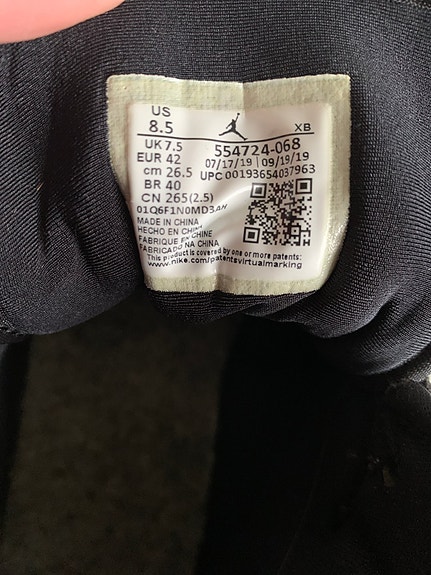 US
8.5 XB
UK 7.5 554724-068
EUR 42 07/17/19 | 09/19/19
cm 26.5 UPC 00193654037963
BR 40
CN 265(2.5)
01Q6F1N0MD3AH
MADE IN CHINA
HECHO EN CHINA
FABRIQUE EN CHINE
FABRICADO NA CHINA
This product is covered by one or more patents:
www.nike.com/patentsvirtualmarking